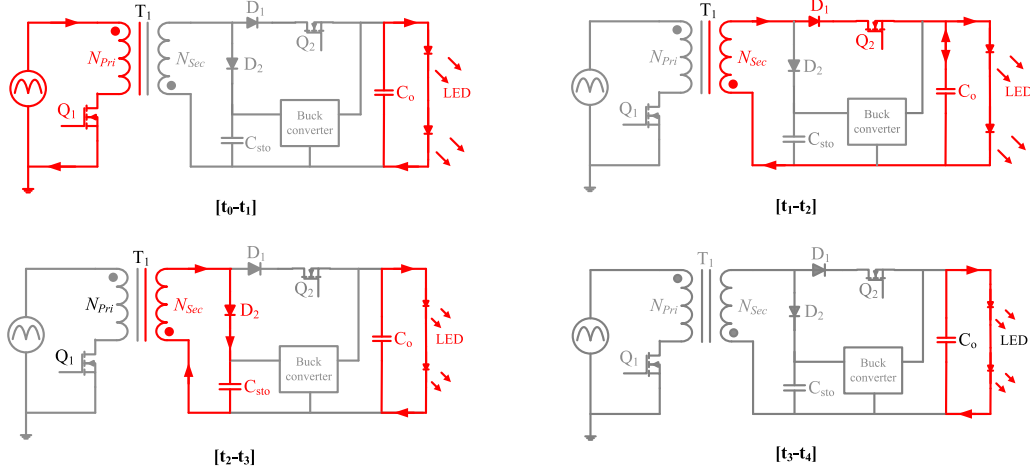 T1
D1
Q2
NPri
NSec
D2
Q1
Co
LED
Buck
converter
Csto
[t0-t1]
T1
D1
Q2
NPri
NSec
D2
Q1
Co
LED
Buck
converter
Csto
[t1-t2]
T1
D1
Q2
NPri
NSec
D2
Q1
Co
LED
Buck
converter
Csto
[t2-t3]
T1
D1
Q2
NPri
NSec
D2
Q1
Co
LED
Buck
converter
Csto
[t3-t4]